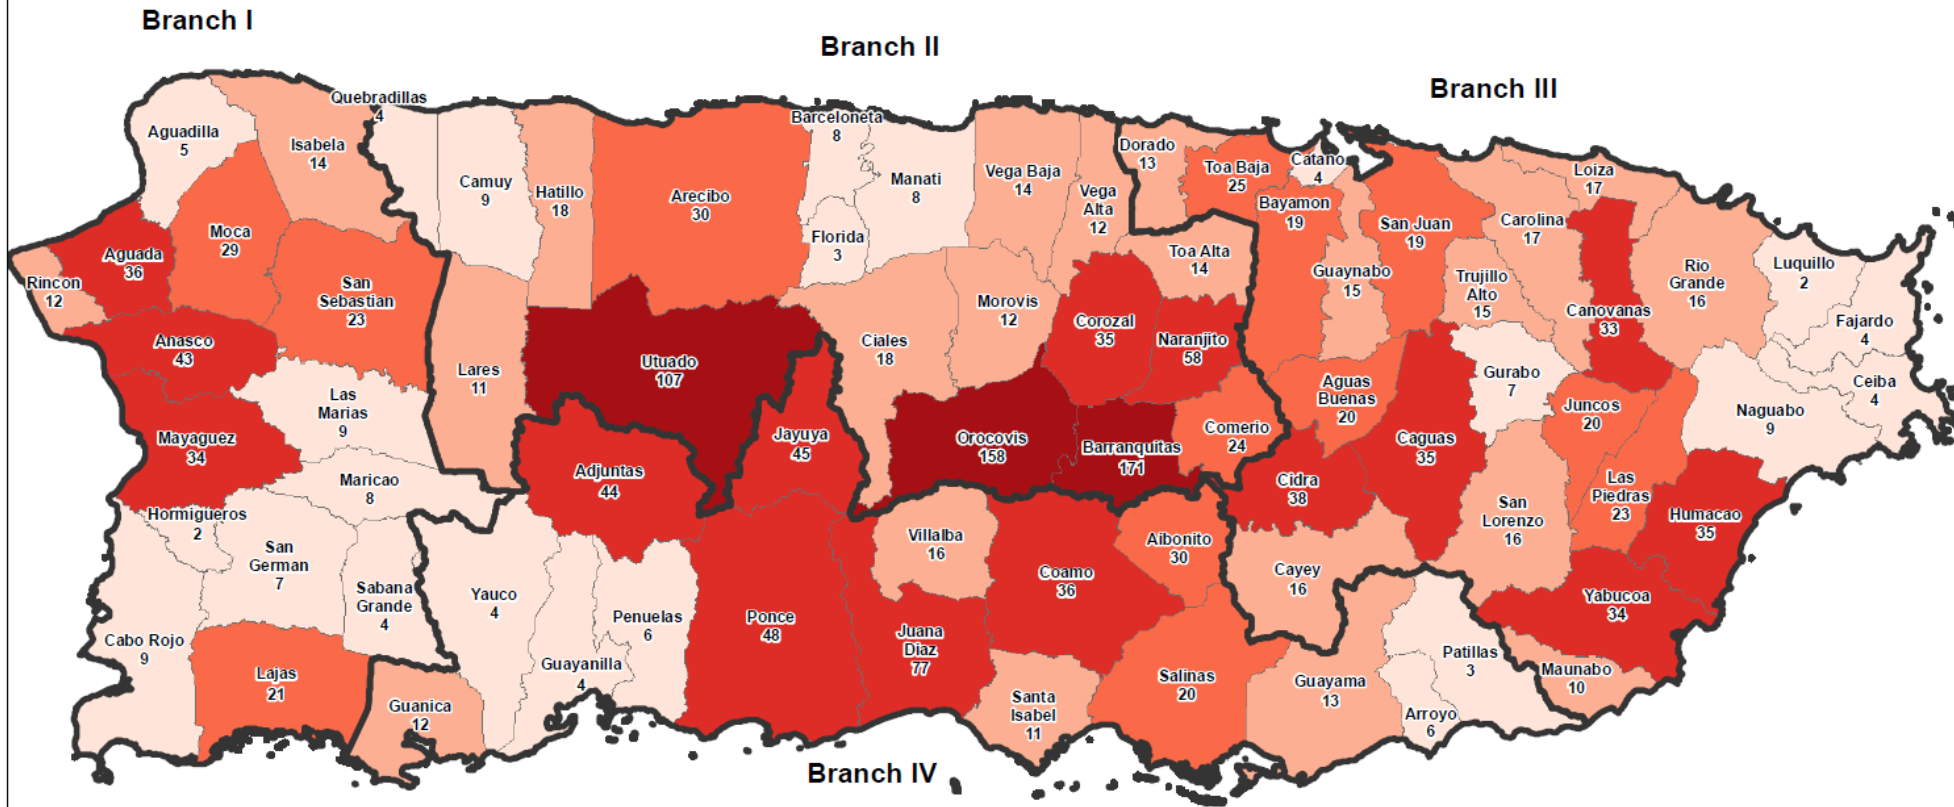 Branch I
Branch II
Branch III
Quebradillas
4
Aguadilla
5
Isabela
14
Camuy
9
Hatillo
18
Arecibo
30
Barceloneta
8
Manati
8
Florida
3
Vega Baja
14
Vega
Alta
12
Dorado
13
Toa Baja
25
Catano
4
Bayamon
19
San Juan
19
Guaynabo
15
Carolina
17
Loiza
17
Trujillo
Alto
15
Canovanas
33
Rio
Grande
16
Luquillo
2
Fajardo
4
Ceiba
4
Naguabo
9
Rincon
12
Aguada
36
Moca
29
San
Sebastian
23
Anasco
43
Las
Marias
9
Mayaguez
34
Maricao
8
Lares
11
Utuado
107
Adjuntas
44
Jayuya
45
Ciales
18
Morovis
12
Corozal
35
Naranjito
58
Toa Alta
14
Orocovis
158
Barranquitas
171
Comerio
24
Aguas
Buenas
20
Cidra
38
Caguas
35
Gurabo
7
Juncos
20
Las
Piedras
23
San
Lorenzo
16
Humacao
35
Yabucoa
34
Maunabo
10
Hormigueros
2
San
German
7
Sabana
Grande
4
Cabo Rojo
9
Lajas
21
Guanica
12
Yauco
4
Guayanilla
4
Penuelas
6
Ponce
48
Juana
Diaz
77
Villalba
16
Coamo
36
Aibonito
30
Cayey
16
Santa
Isabel
11
Salinas
20
Guayama
13
Arroyo
6
Patillas
3
Branch IV